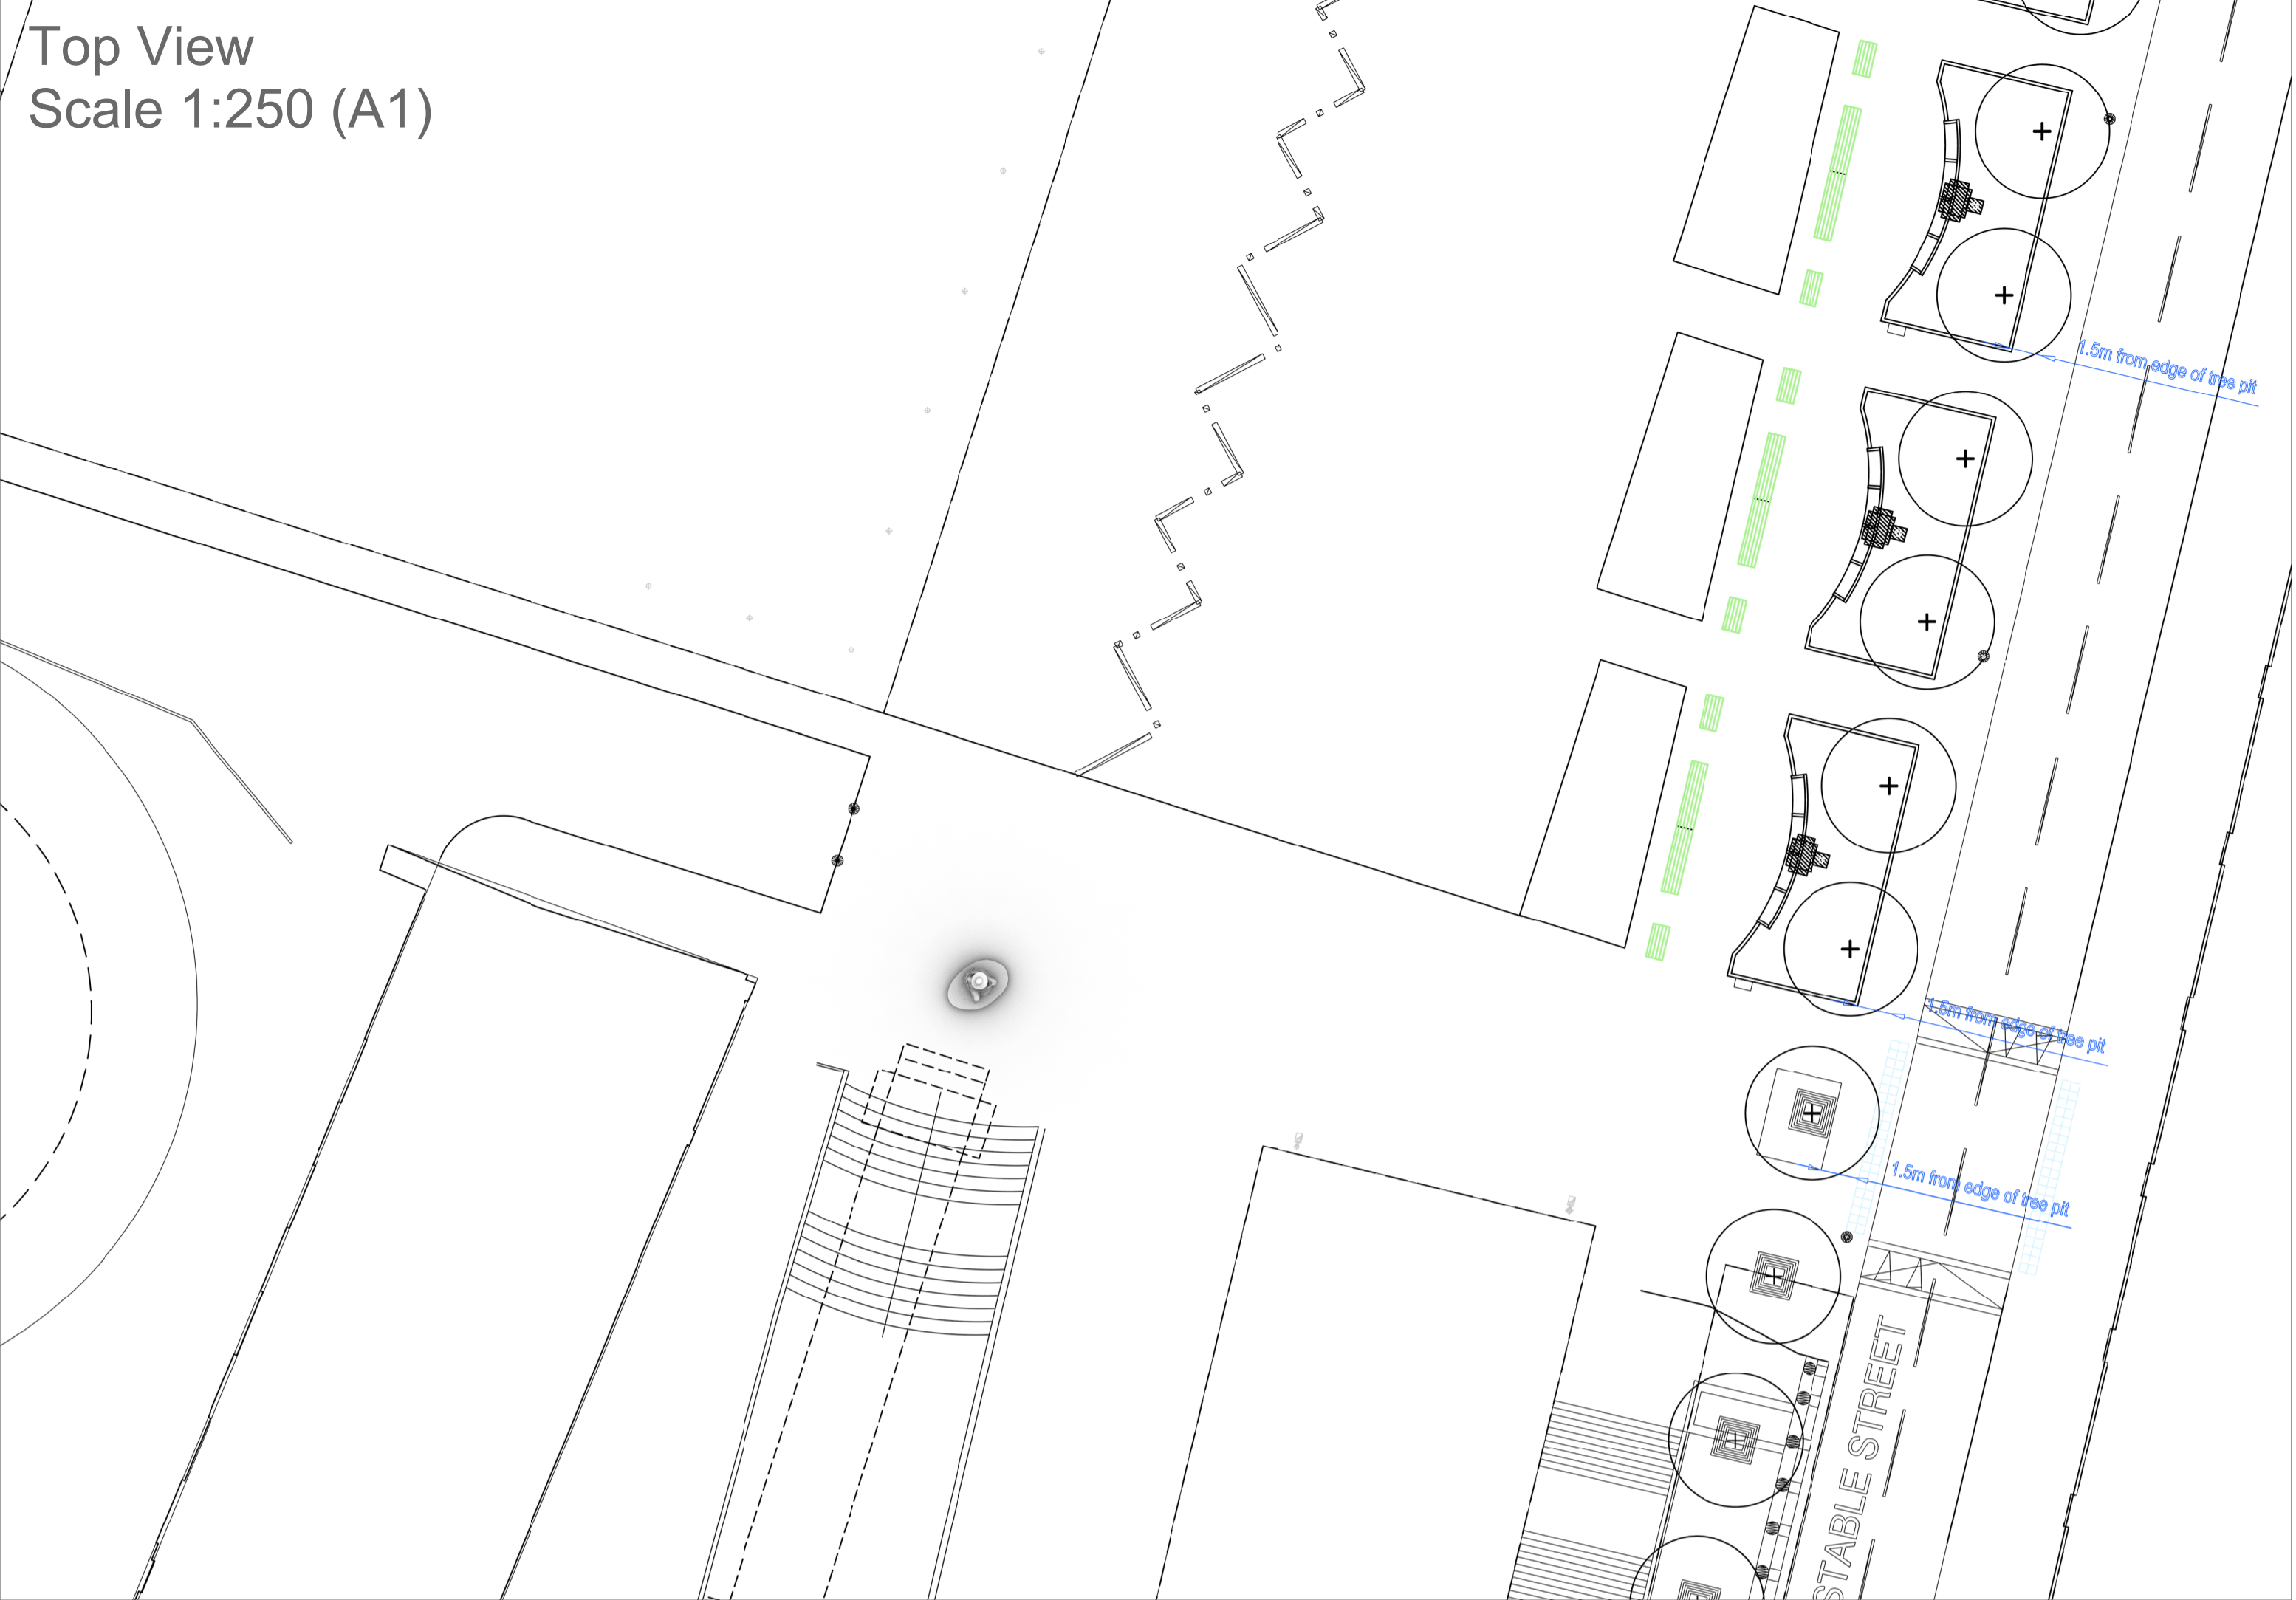 Top View
Scale 1:250 (A1)
1.5m from edge of tree pit
1.5m from edge of tree pit
1.5m from edge of tree pit
STABLE STREET